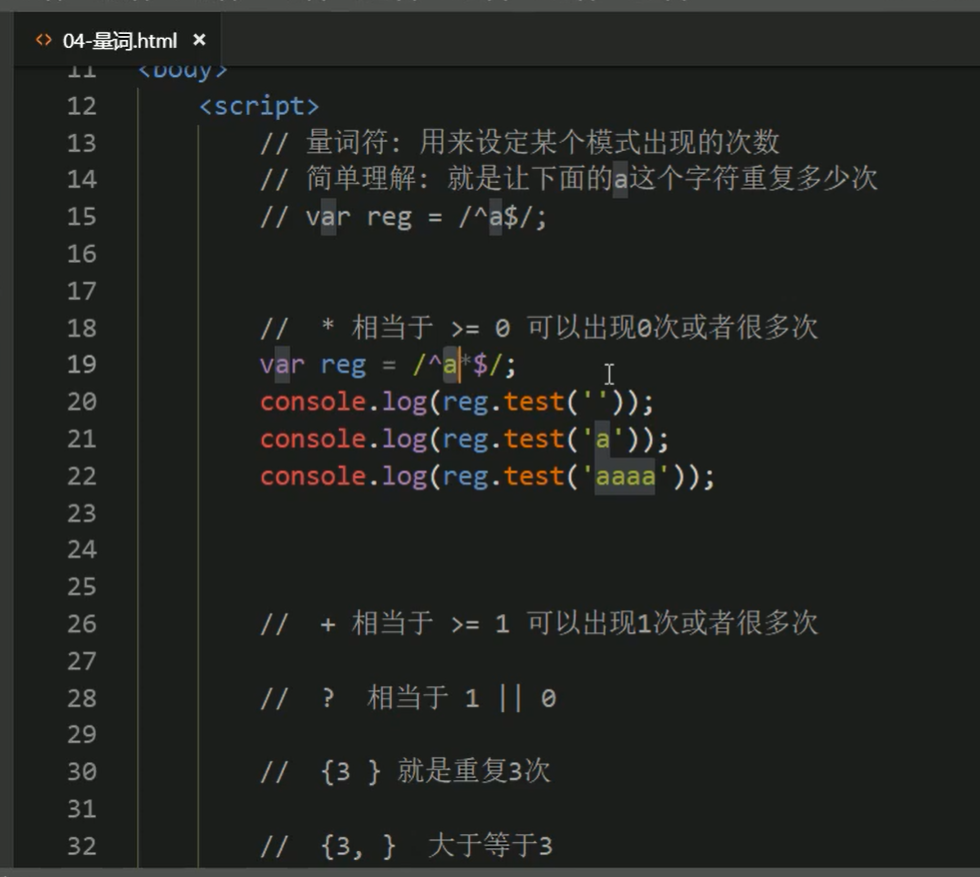 04-量词.html ×
11 <body>
12 <script>
13 // 量词符: 用来设定某个模式出现的次数
14 // 简单理解: 就是让下面的a这个字符重复多少次
15 // var reg = /^a$/;
16
17
18 // * 相当于 >= 0 可以出现0次或者很多次
19 var reg = /^a*$/;
20 console.log(reg.test(''));
21 console.log(reg.test('a'));
22 console.log(reg.test('aaaa'));
23
24
25
26 // + 相当于 >= 1 可以出现1次或者很多次
27
28 // ? 相当于 1 || 0
29
30 // {3 } 就是重复3次
31
32 // {3, } 大于等于3